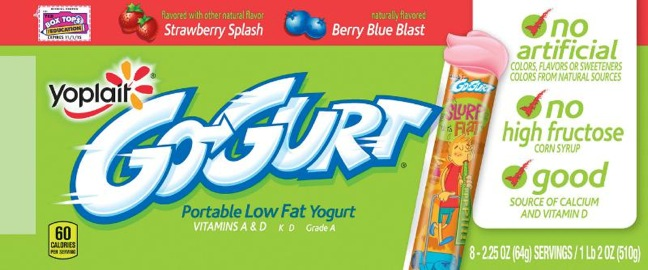 BOX TOPS
EDUCATION
flavored with other natural flavor
Strawberry Splash
naturally flavored
Berry Blue Blast
no
artificial
COLORS, FLAVORS OR SWEETENERS
COLORS FROM NATURAL SOURCES
Yoplait®
GO-GURT®
GO-GURT
SLURP
no
high fructose
CORN SYRUP
good
SOURCE OF CALCIUM
AND VITAMIN D
Portable Low Fat Yogurt
VITAMINS A & D K D Grade A
60
CALORIES
PER SERVING
8 - 2.25 OZ (64g) SERVINGS / 1 Lb 2 OZ (510g)